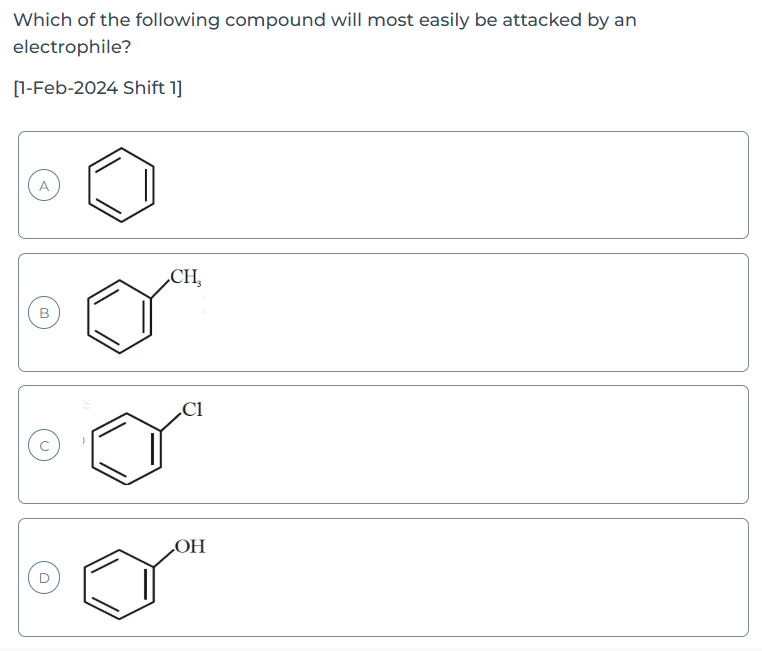 Which of the following compound will most easily be attacked by an
electrophile?
[1-Feb-2024 Shift 1]
A
B
CH₃
C
Cl
D
OH